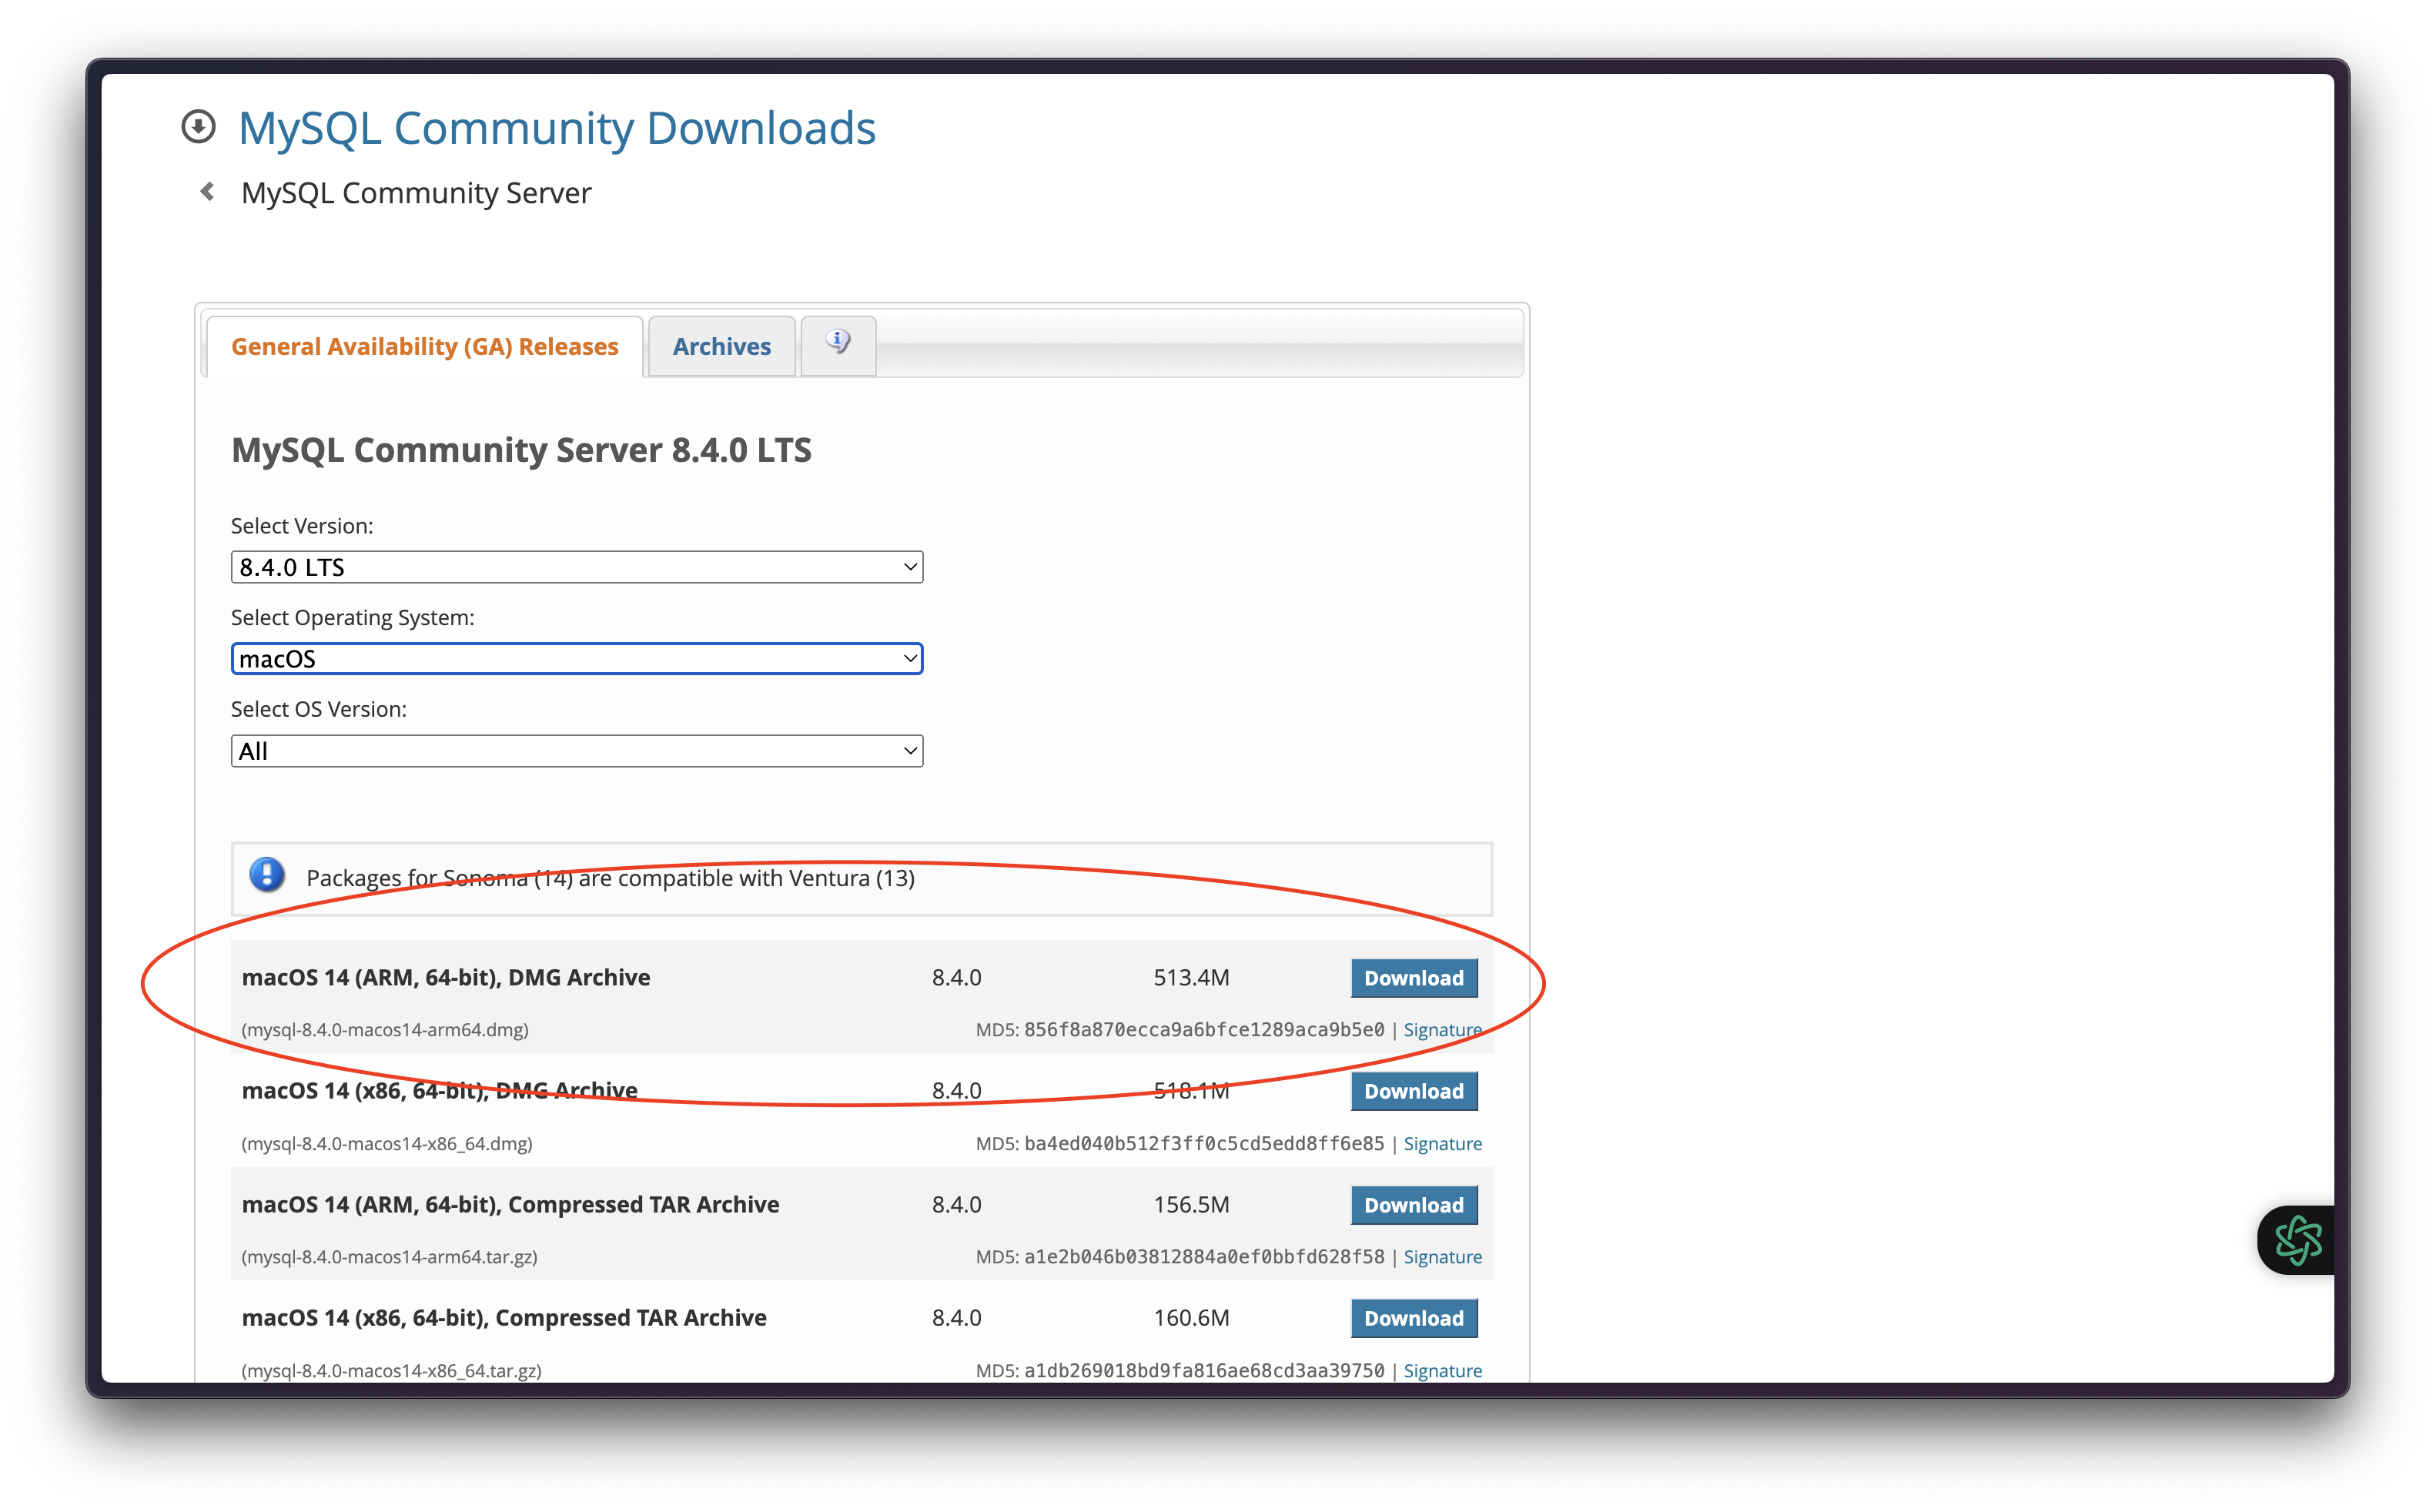 MySQL Community Downloads
MySQL Community Server
General Availability (GA) Releases Archives
MySQL Community Server 8.4.0 LTS
Select Version:
8.4.0 LTS
Select Operating System:
macOS
Select OS Version:
All
Packages for Sonoma (14) are compatible with Ventura (13)
macOS 14 (ARM, 64-bit), DMG Archive 8.4.0 513.4M Download
(mysql-8.4.0-macos14-arm64.dmg) MD5: 856f8a870ecca9a6bfce1289aca9b5e0 | Signature
macOS 14 (x86, 64-bit), DMG Archive 8.4.0 518.1M Download
(mysql-8.4.0-macos14-x86_64.dmg) MD5: ba4ed040b512f3ff0c5cd5edd8ff6e85 | Signature
macOS 14 (ARM, 64-bit), Compressed TAR Archive 8.4.0 156.5M Download
(mysql-8.4.0-macos14-arm64.tar.gz) MD5: a1e2b046b03812884a0ef0bbfd628f58 | Signature
macOS 14 (x86, 64-bit), Compressed TAR Archive 8.4.0 160.6M Download
(mysql-8.4.0-macos14-x86_64.tar.gz) MD5: a1db269018bd9fa816ae68cd3aa39750 | Signature